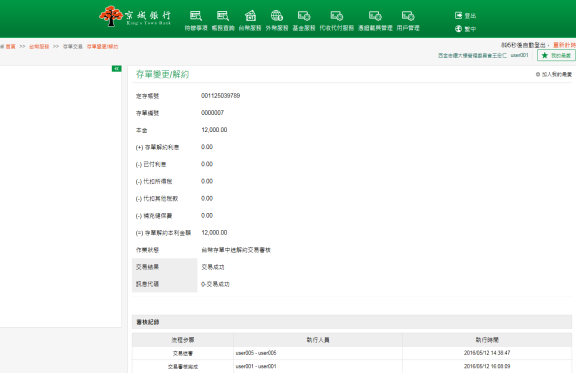 京城銀行
King's Town Bank
待辦事項 帳務查詢 台幣服務 外幣服務 基金服務 代收代付服務 憑證載具管理 用戶管理
登出
繁中
895秒後自動登出, 重新計時
首頁 >> 台幣服務 >> 存單交易 存單變更/解約
user001
我的最愛
存單變更/解約
加入我的最愛
定存帳號 001125039789
存單編號 0000007
本金 12,000.00
(+) 存單解約利息 0.00
(-) 已付利息 0.00
(-) 代扣所得稅 0.00
(-) 代扣其他稅款 0.00
(-) 補充健保費 0.00
(=) 存單解約本利金額 12,000.00
作業狀態 台幣存單中途解約交易審核
交易結果 交易成功
訊息代碼 0-交易成功
審核記錄
流程步驟 執行人員 執行時間
交易送審 user005 - user005 2016/05/12 14:38:47
交易審核完成 user001 - user001 2016/05/12 16:08:09